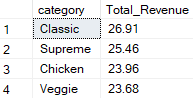 category Total_Revenue
1 Classic 26.91
2 Supreme 25.46
3 Chicken 23.96
4 Veggie 23.68